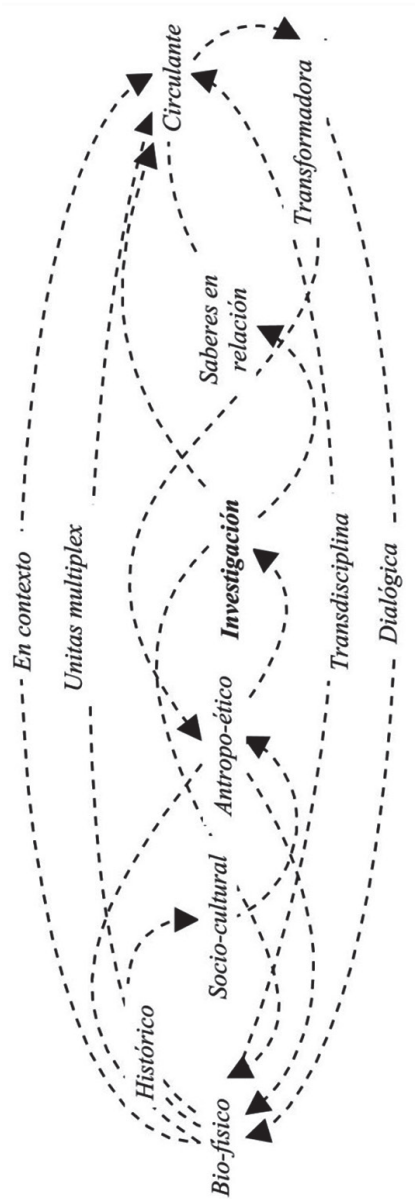 En contexto
Unitas multiplex
Histórico
Bio-físico
Socio-cultural
Antropo-ético
Investigación
Saberes en
relación
Circulante
Transformadora
Transdisciplina
Dialógica